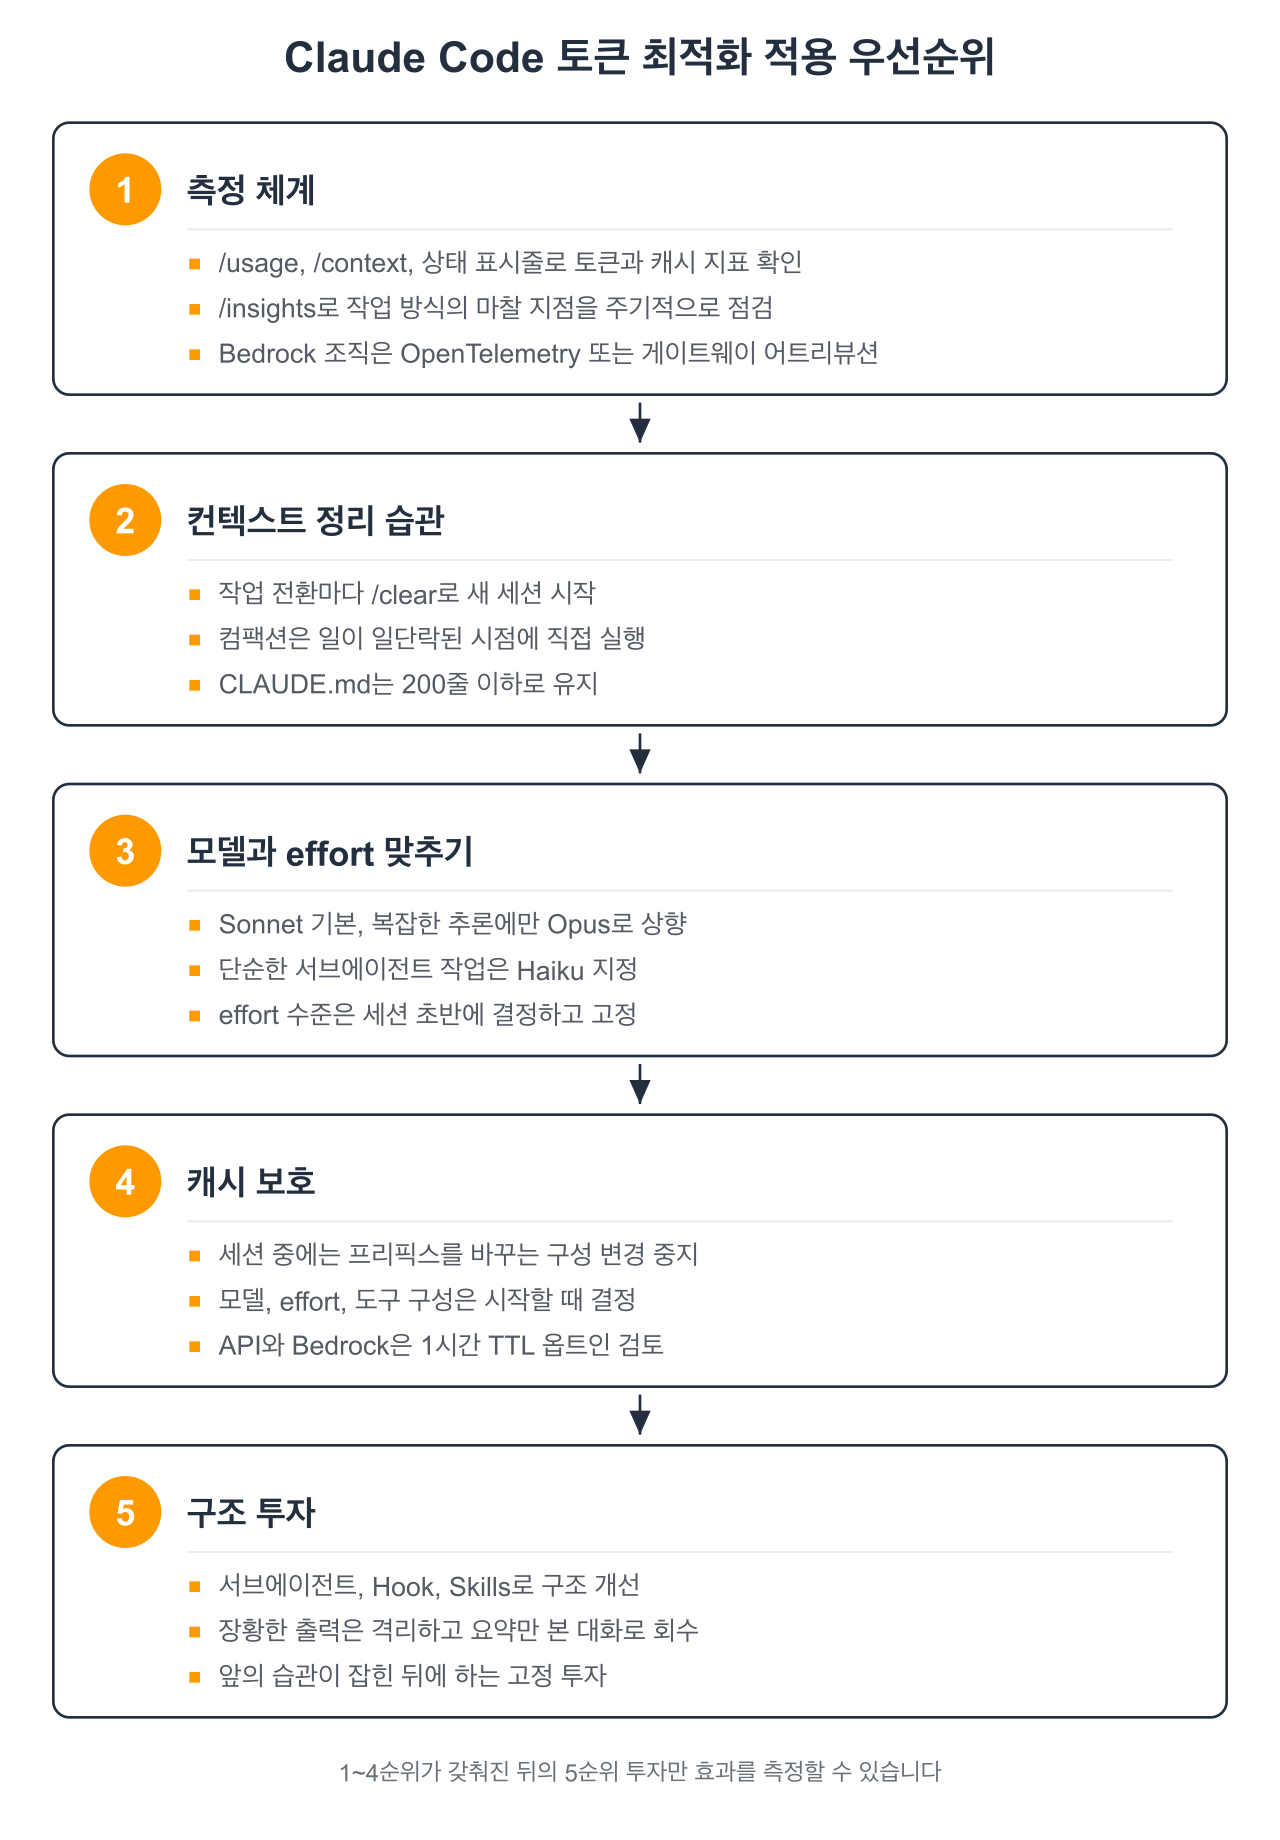 Claude Code 토큰 최적화 적용 우선순위
1
측정 체계
/usage, /context, 상태 표시줄로 토큰과 캐시 지표 확인
/insights로 작업 방식의 마찰 지점을 주기적으로 점검
Bedrock 조직은 OpenTelemetry 또는 게이트웨이 어트리뷰션
2
컨텍스트 정리 습관
작업 전환마다 /clear로 새 세션 시작
컴팩션은 일이 일단락된 시점에 직접 실행
CLAUDE.md는 200줄 이하로 유지
3
모델과 effort 맞추기
Sonnet 기본, 복잡한 추론에만 Opus로 상향
단순한 서브에이전트 작업은 Haiku 지정
effort 수준은 세션 초반에 결정하고 고정
4
캐시 보호
세션 중에는 프리픽스를 바꾸는 구성 변경 중지
모델, effort, 도구 구성은 시작할 때 결정
API와 Bedrock은 1시간 TTL 옵트인 검토
5
구조 투자
서브에이전트, Hook, Skills로 구조 개선
장황한 출력은 격리하고 요약만 본 대화로 회수
앞의 습관이 잡힌 뒤에 하는 고정 투자
1~4순위가 갖춰진 뒤의 5순위 투자만 효과를 측정할 수 있습니다